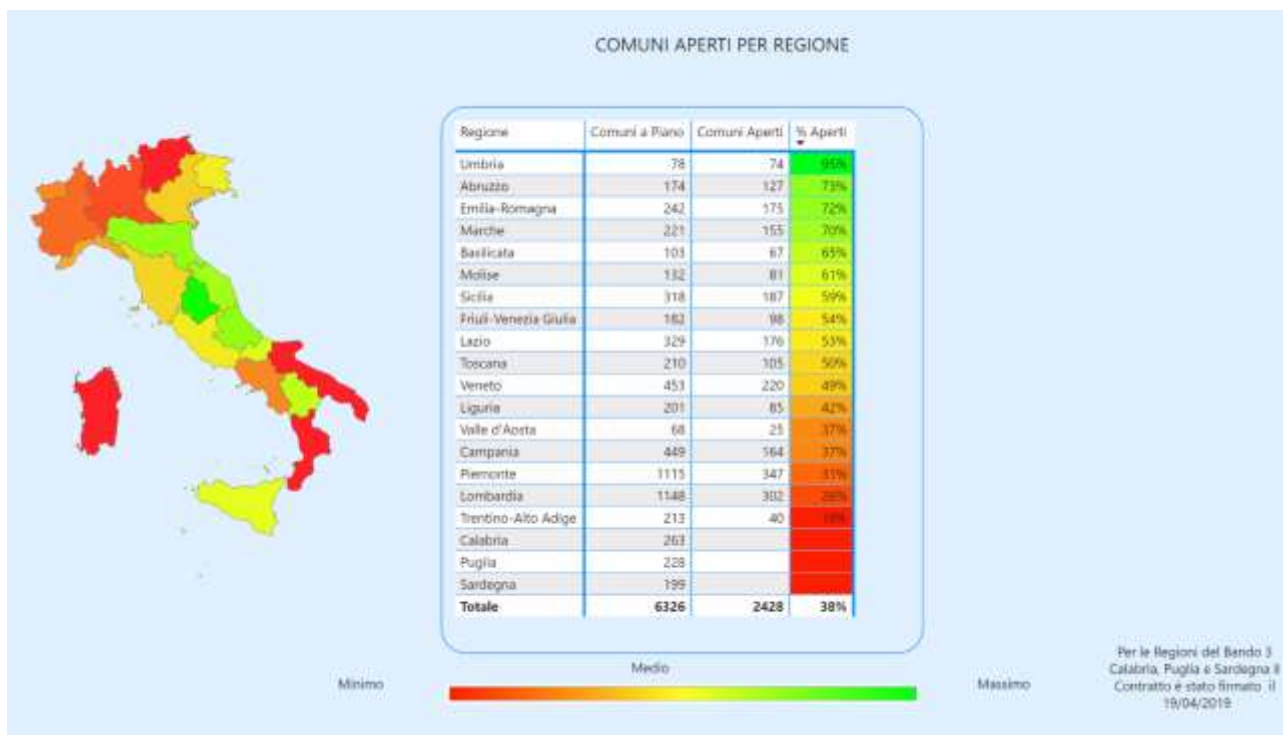 COMUNI APERTI PER REGIONE
Regione Comuni a Piano Comuni Aperti % Aperti
Umbria 78 74 95%
Abruzzo 174 127 73%
Emilia-Romagna 242 175 72%
Marche 221 155 70%
Basilicata 103 67 65%
Molise 132 81 61%
Sicilia 318 187 59%
Friuli-Venezia Giulia 182 98 54%
Lazio 329 176 53%
Toscana 210 105 50%
Veneto 453 220 49%
Liguria 201 85 42%
Valle d'Aosta 68 25 37%
Campania 449 164 37%
Piemonte 1115 347 31%
Lombardia 1148 302 26%
Trentino-Alto Adige 213 40
Calabria 263
Puglia 228
Sardegna 199
Totale 6326 2428 38%
Minimo Medio Massimo
Per le Regioni del Bando 3
Calabria, Puglia e Sardegna il
Contratto è stato firmato il
19/04/2019